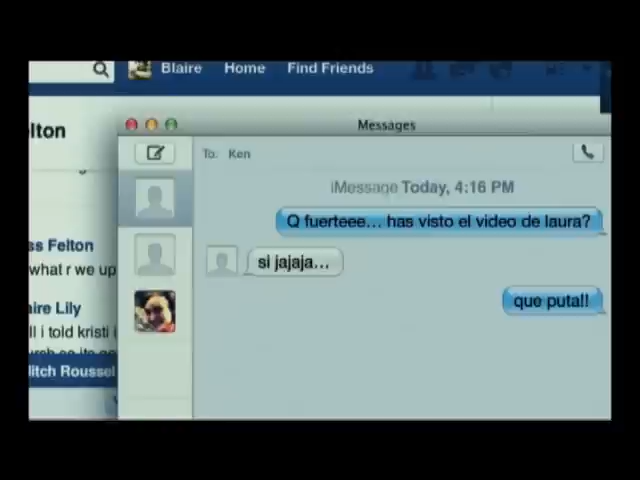 Blaire Home Find Friends
lton
Messages
To: Ken
iMessage Today, 4:16 PM
Q fuerteee... has visto el video de laura?
ss Felton
si jajaja...
what r we up
que puta!!
aire Lily
ll i told kristi i
litch Roussel